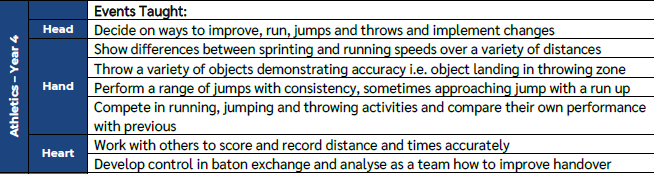 Athletics – Year 4
Events Taught:
Head
Decide on ways to improve, run, jumps and throws and implement changes
Hand
Show differences between sprinting and running speeds over a variety of distances
Throw a variety of objects demonstrating accuracy i.e. object landing in throwing zone
Perform a range of jumps with consistency, sometimes approaching jump with a run up
Compete in running, jumping and throwing activities and compare their own performance
with previous
Heart
Work with others to score and record distance and times accurately
Develop control in baton exchange and analyse as a team how to improve handover